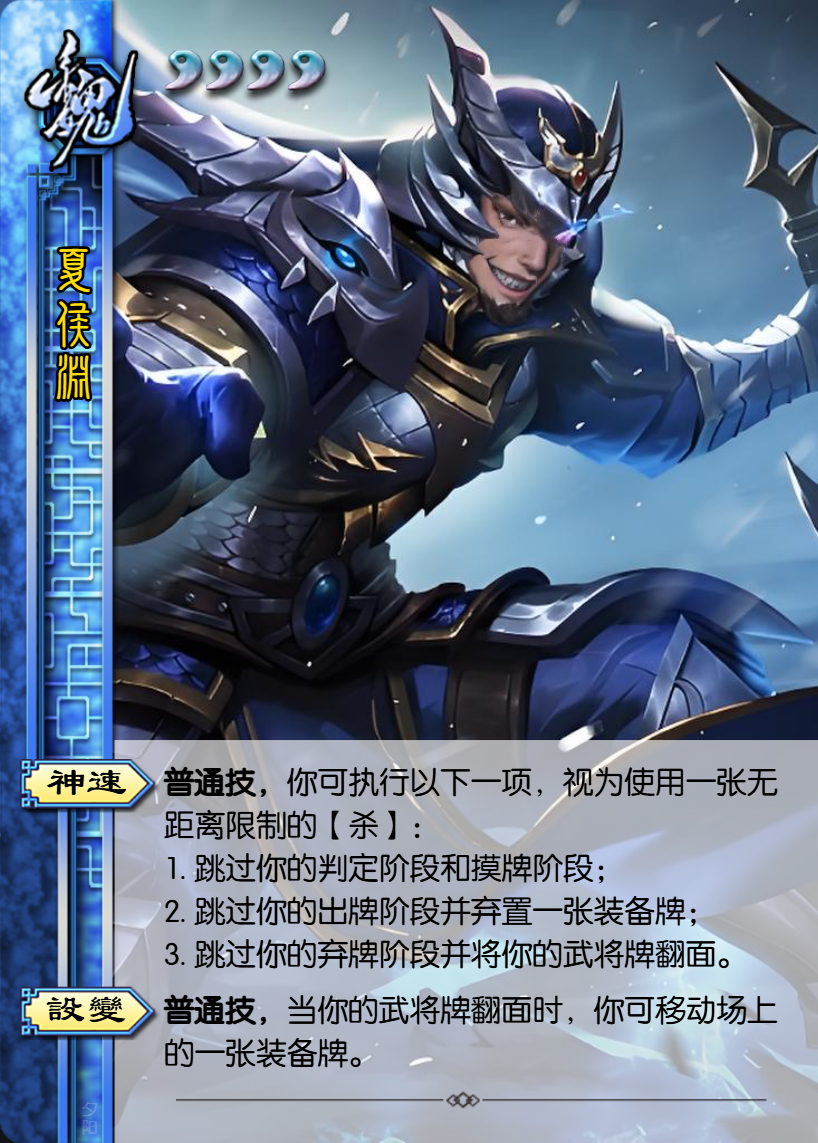 魏
夏侯淵
神速
普通技，你可执行以下一项，视为使用一张无
距离限制的【杀】：
1. 跳过你的判定阶段和摸牌阶段；
2. 跳过你的出牌阶段并弃置一张装备牌；
3. 跳过你的弃牌阶段并将你的武将牌翻面。
設變
普通技，当你的武将牌翻面时，你可移动场上
的一张装备牌。
夕阳